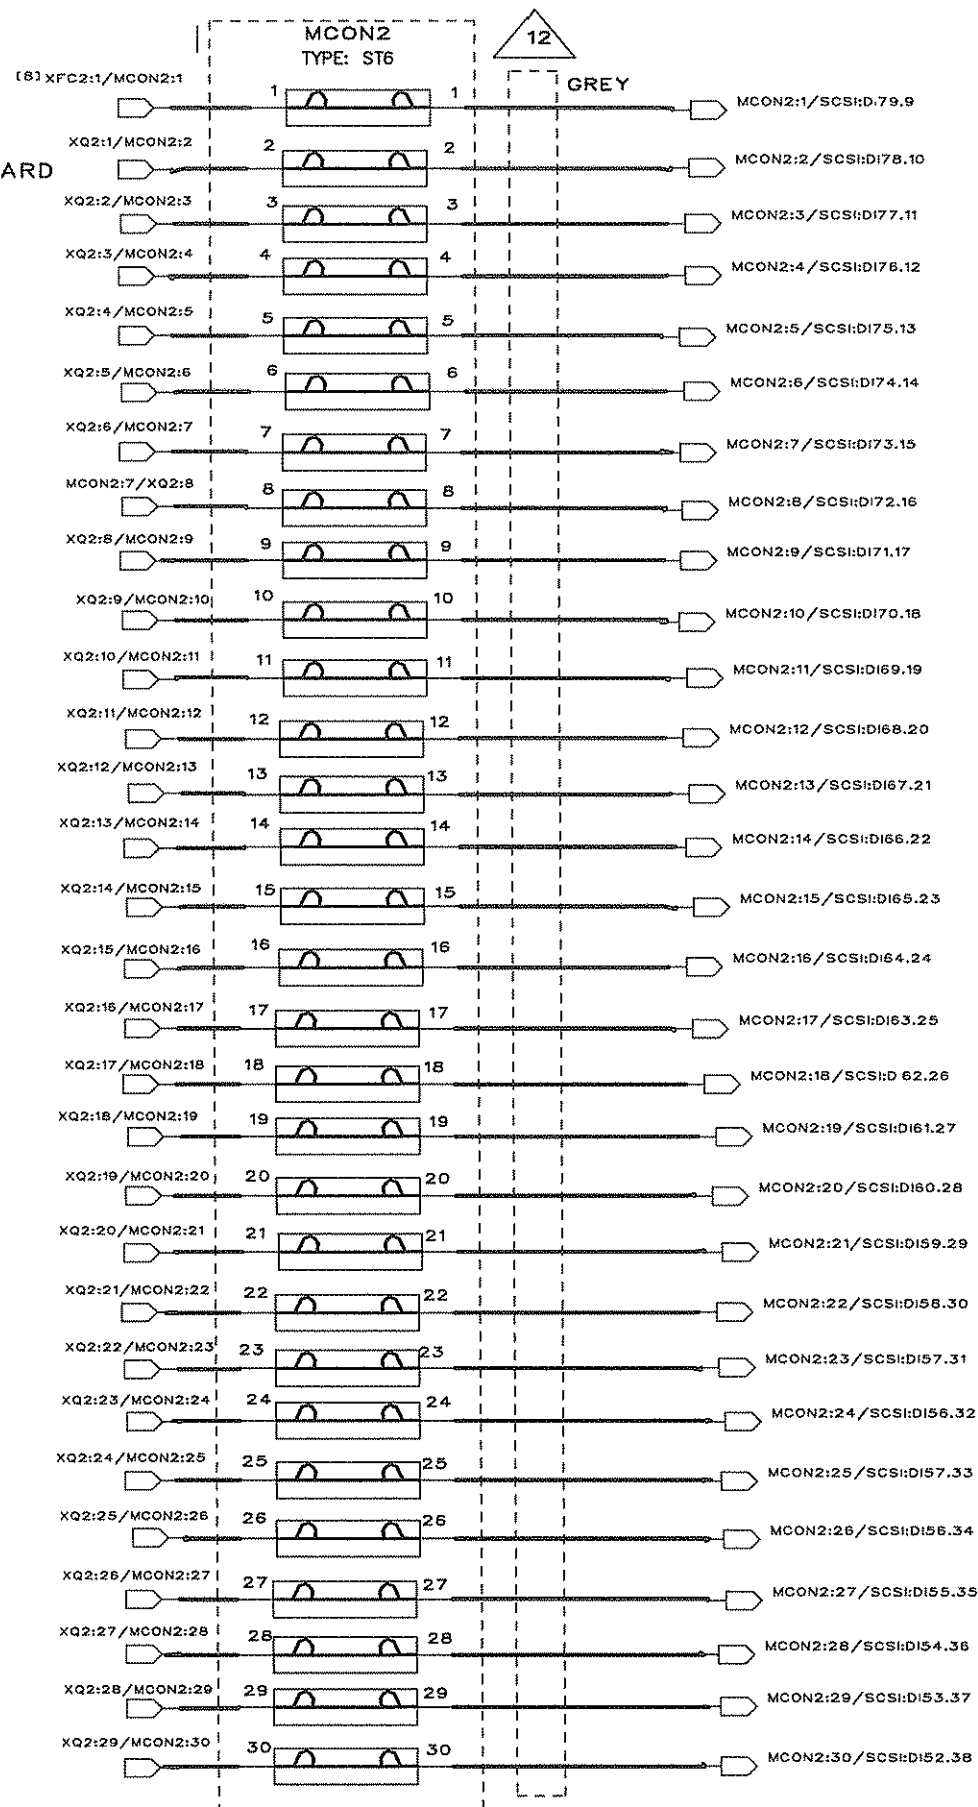 MCON2
TYPE: ST6
12
GREY
ARD
[8] XFC2:1/MCON2:1 1 1 MCON2:1/SCSI:D.79.9
XQ2:1/MCON2:2 2 2 MCON2:2/SCSI:DI78.10
XQ2:2/MCON2:3 3 3 MCON2:3/SCSI:DI77.11
XQ2:3/MCON2:4 4 4 MCON2:4/SCSI:DI76.12
XQ2:4/MCON2:5 5 5 MCON2:5/SCSI:DI75.13
XQ2:5/MCON2:6 6 6 MCON2:6/SCSI:DI74.14
XQ2:6/MCON2:7 7 7 MCON2:7/SCSI:DI73.15
MCON2:7/XQ2:8 8 8 MCON2:8/SCSI:DI72.16
XQ2:8/MCON2:9 9 9 MCON2:9/SCSI:DI71.17
XQ2:9/MCON2:10 10 10 MCON2:10/SCSI:DI70.18
XQ2:10/MCON2:11 11 11 MCON2:11/SCSI:DI69.19
XQ2:11/MCON2:12 12 12 MCON2:12/SCSI:DI68.20
XQ2:12/MCON2:13 13 13 MCON2:13/SCSI:DI67.21
XQ2:13/MCON2:14 14 14 MCON2:14/SCSI:DI66.22
XQ2:14/MCON2:15 15 15 MCON2:15/SCSI:DI65.23
XQ2:15/MCON2:16 16 16 MCON2:16/SCSI:DI64.24
XQ2:16/MCON2:17 17 17 MCON2:17/SCSI:DI63.25
XQ2:17/MCON2:18 18 18 MCON2:18/SCSI:D 62.26
XQ2:18/MCON2:19 19 19 MCON2:19/SCSI:DI61.27
XQ2:19/MCON2:20 20 20 MCON2:20/SCSI:DI60.28
XQ2:20/MCON2:21 21 21 MCON2:21/SCSI:DI59.29
XQ2:21/MCON2:22 22 22 MCON2:22/SCSI:DI58.30
XQ2:22/MCON2:23 23 23 MCON2:23/SCSI:DI57.31
XQ2:23/MCON2:24 24 24 MCON2:24/SCSI:DI56.32
XQ2:24/MCON2:25 25 25 MCON2:25/SCSI:DI57.33
XQ2:25/MCON2:26 26 26 MCON2:26/SCSI:DI56.34
XQ2:26/MCON2:27 27 27 MCON2:27/SCSI:DI55.35
XQ2:27/MCON2:28 28 28 MCON2:28/SCSI:DI54.36
XQ2:28/MCON2:29 29 29 MCON2:29/SCSI:DI53.37
XQ2:29/MCON2:30 30 30 MCON2:30/SCSI:DI52.38